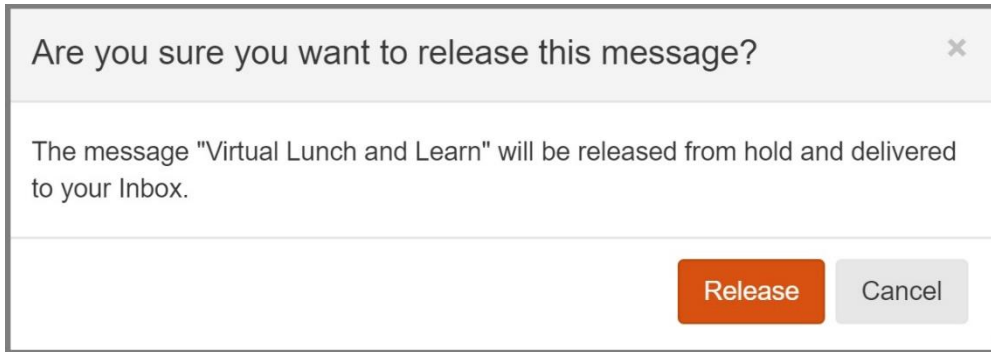 Are you sure you want to release this message? ×
The message "Virtual Lunch and Learn" will be released from hold and delivered
to your Inbox.
Release Cancel